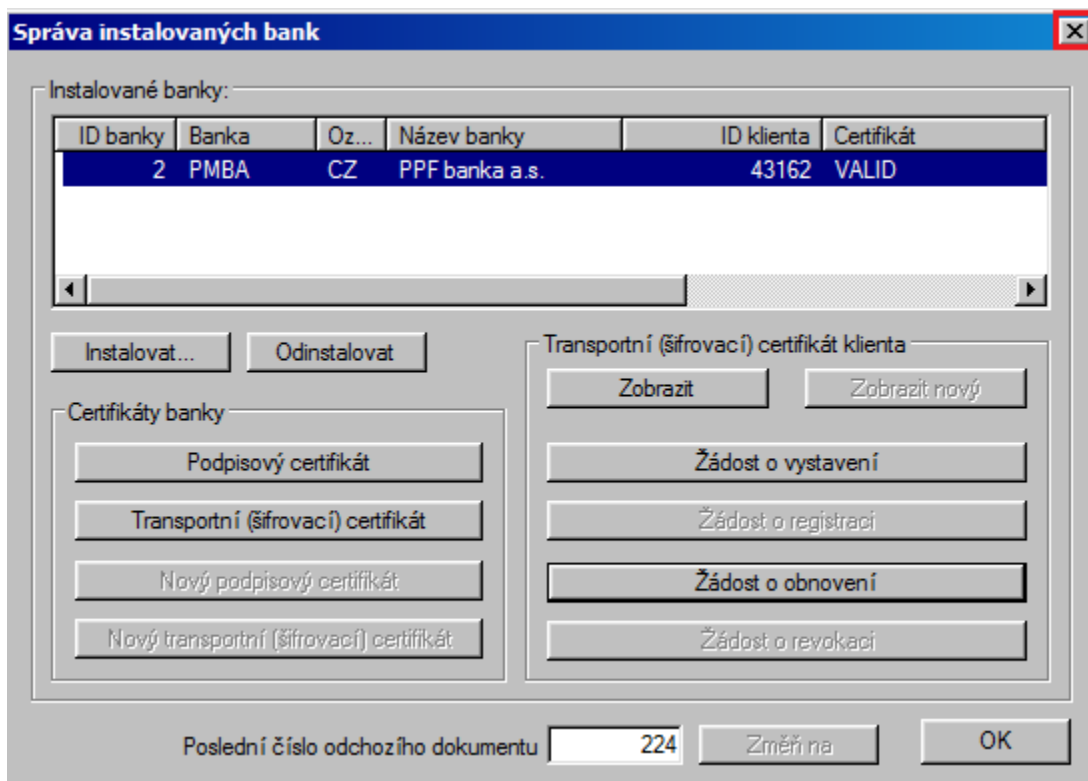 Správa instalovaných bank
Instalované banky:
ID banky Banka Oz... Název banky ID klienta Certifikát
2 PMBA CZ PPF banka a.s. 43162 VALID
Instalovat... Odinstalovat
Certifikáty banky
Podpisový certifikát
Transportní (šifrovací) certifikát
Nový podpisový certifikát
Nový transportní (šifrovací) certifikát
Transportní (šifrovací) certifikát klienta
Zobrazit Zobrazit nový
Žádost o vystavení
Žádost o registraci
Žádost o obnovení
Žádost o revokaci
Poslední číslo odchozího dokumentu 224 Změň na OK